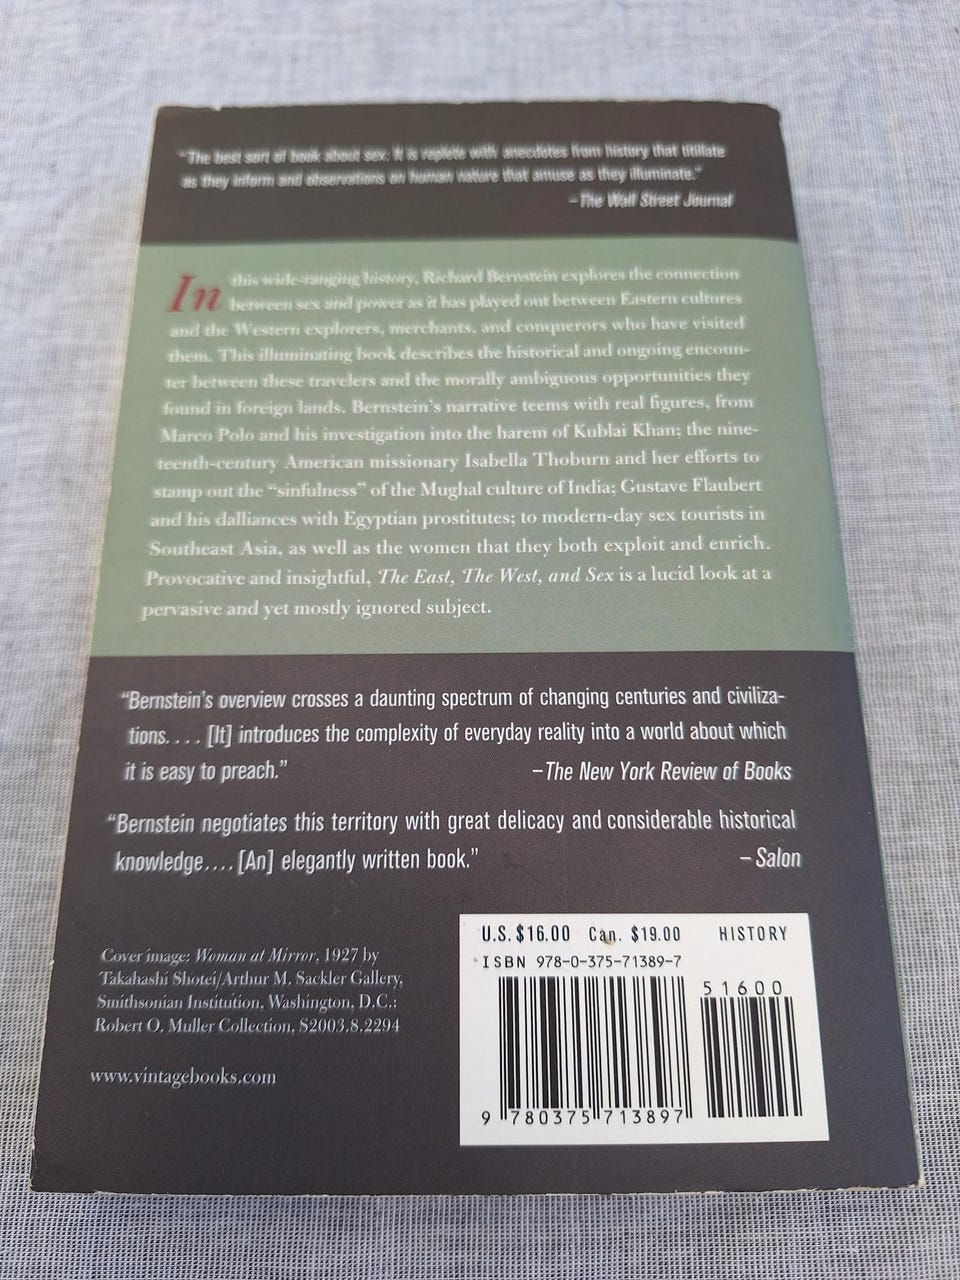 "The best sort of book about sex. It is replete with anecdotes from history that titillate
as they inform and observations on human nature that amuse as they illuminate."
–The Wall Street Journal
In this wide-ranging history, Richard Bernstein explores the connection
between sex and power as it has played out between Eastern cultures
and the Western explorers, merchants, and conquerors who have visited
them. This illuminating book describes the historical and ongoing encoun-
ter between these travelers and the morally ambiguous opportunities they
found in foreign lands. Bernstein's narrative teems with real figures, from
Marco Polo and his investigation into the harem of Kublai Khan; the nine-
teenth-century American missionary Isabella Thoburn and her efforts to
stamp out the "sinfulness" of the Mughal culture of India; Gustave Flaubert
and his dalliances with Egyptian prostitutes; to modern-day sex tourists in
Southeast Asia, as well as the women that they both exploit and enrich.
Provocative and insightful, The East, The West, and Sex is a lucid look at a
pervasive and yet mostly ignored subject.
"Bernstein's overview crosses a daunting spectrum of changing centuries and civiliza-
tions. . . . [It] introduces the complexity of everyday reality into a world about which
it is easy to preach." –The New York Review of Books
"Bernstein negotiates this territory with great delicacy and considerable historical
knowledge. . . . [An] elegantly written book." – Salon
Cover image: Woman at Mirror, 1927 by
Takahashi Shotei/Arthur M. Sackler Gallery,
Smithsonian Institution, Washington, D.C.:
Robert O. Muller Collection, S2003.8.2294
www.vintagebooks.com
U.S. $16.00 Can. $19.00 HISTORY
ISBN 978-0-375-71389-7
51600
9 780375 713897